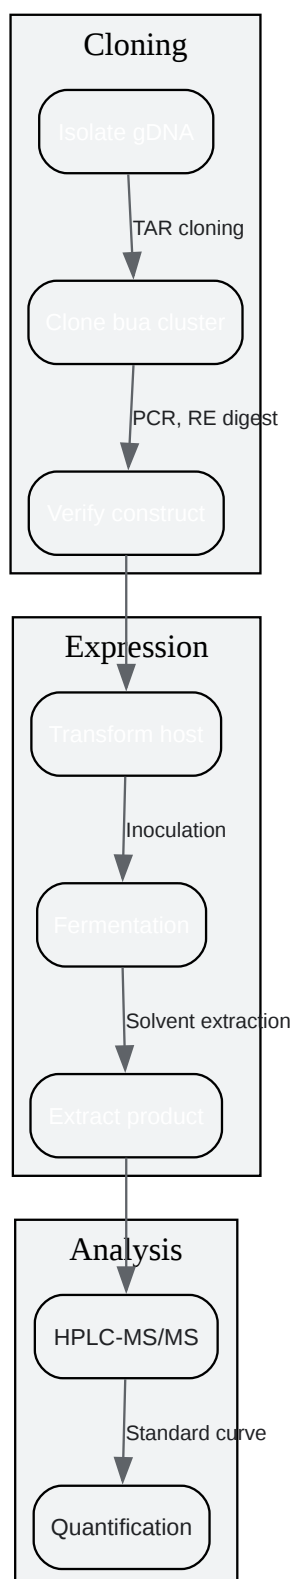 Cloning
Isolate gDNA
TAR cloning
Clone bua cluster
PCR, RE digest
Verify construct
Expression
Transform host
Inoculation
Fermentation
Solvent extraction
Extract product
Analysis
HPLC-MS/MS
Standard curve
Quantification